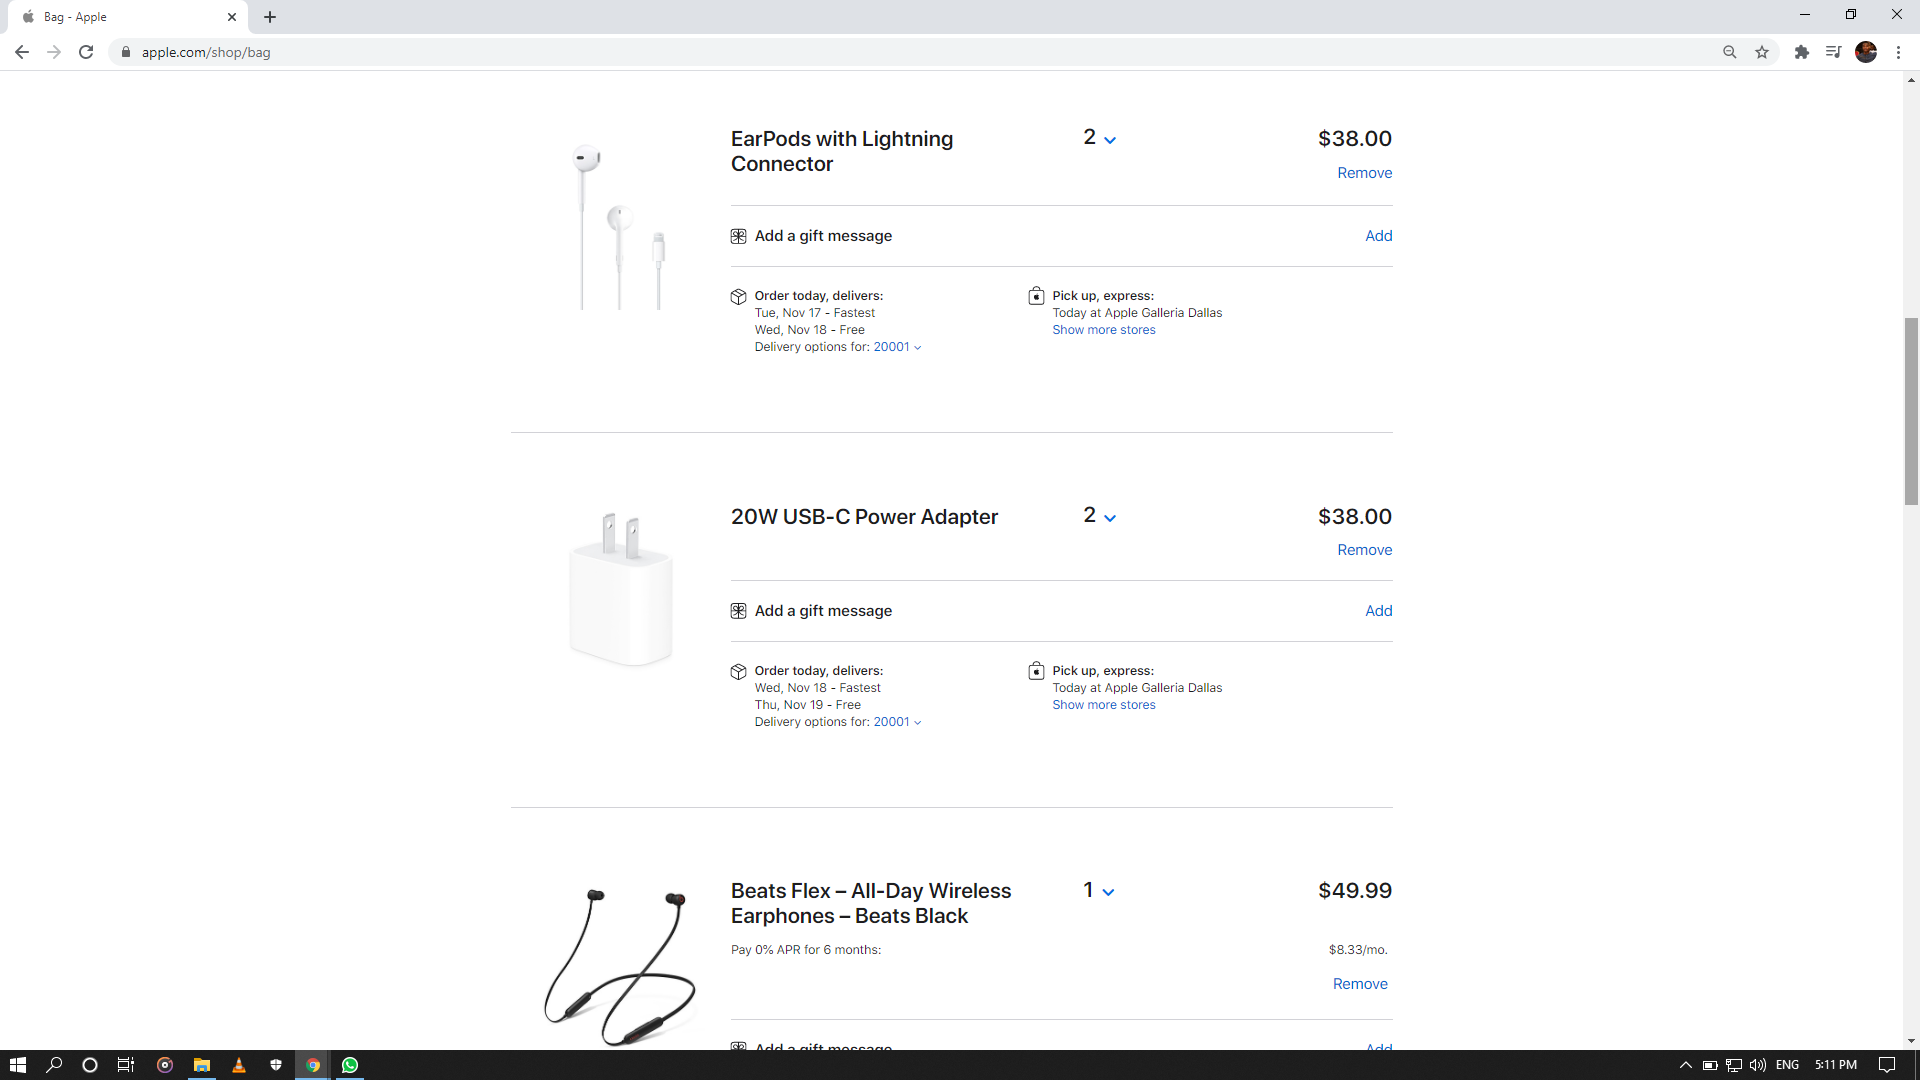 Bag - Apple
apple.com/shop/bag
EarPods with Lightning
Connector
2
$38.00
Remove
Add a gift message
Add
Order today, delivers:
Tue, Nov 17 - Fastest
Wed, Nov 18 - Free
Delivery options for: 20001
Pick up, express:
Today at Apple Galleria Dallas
Show more stores
20W USB-C Power Adapter
2
$38.00
Remove
Add a gift message
Add
Order today, delivers:
Wed, Nov 18 - Fastest
Thu, Nov 19 - Free
Delivery options for: 20001
Pick up, express:
Today at Apple Galleria Dallas
Show more stores
Beats Flex – All-Day Wireless
Earphones – Beats Black
1
$49.99
Pay 0% APR for 6 months:
$8.33/mo.
Remove
Add a gift message
Add
ENG
5:11 PM